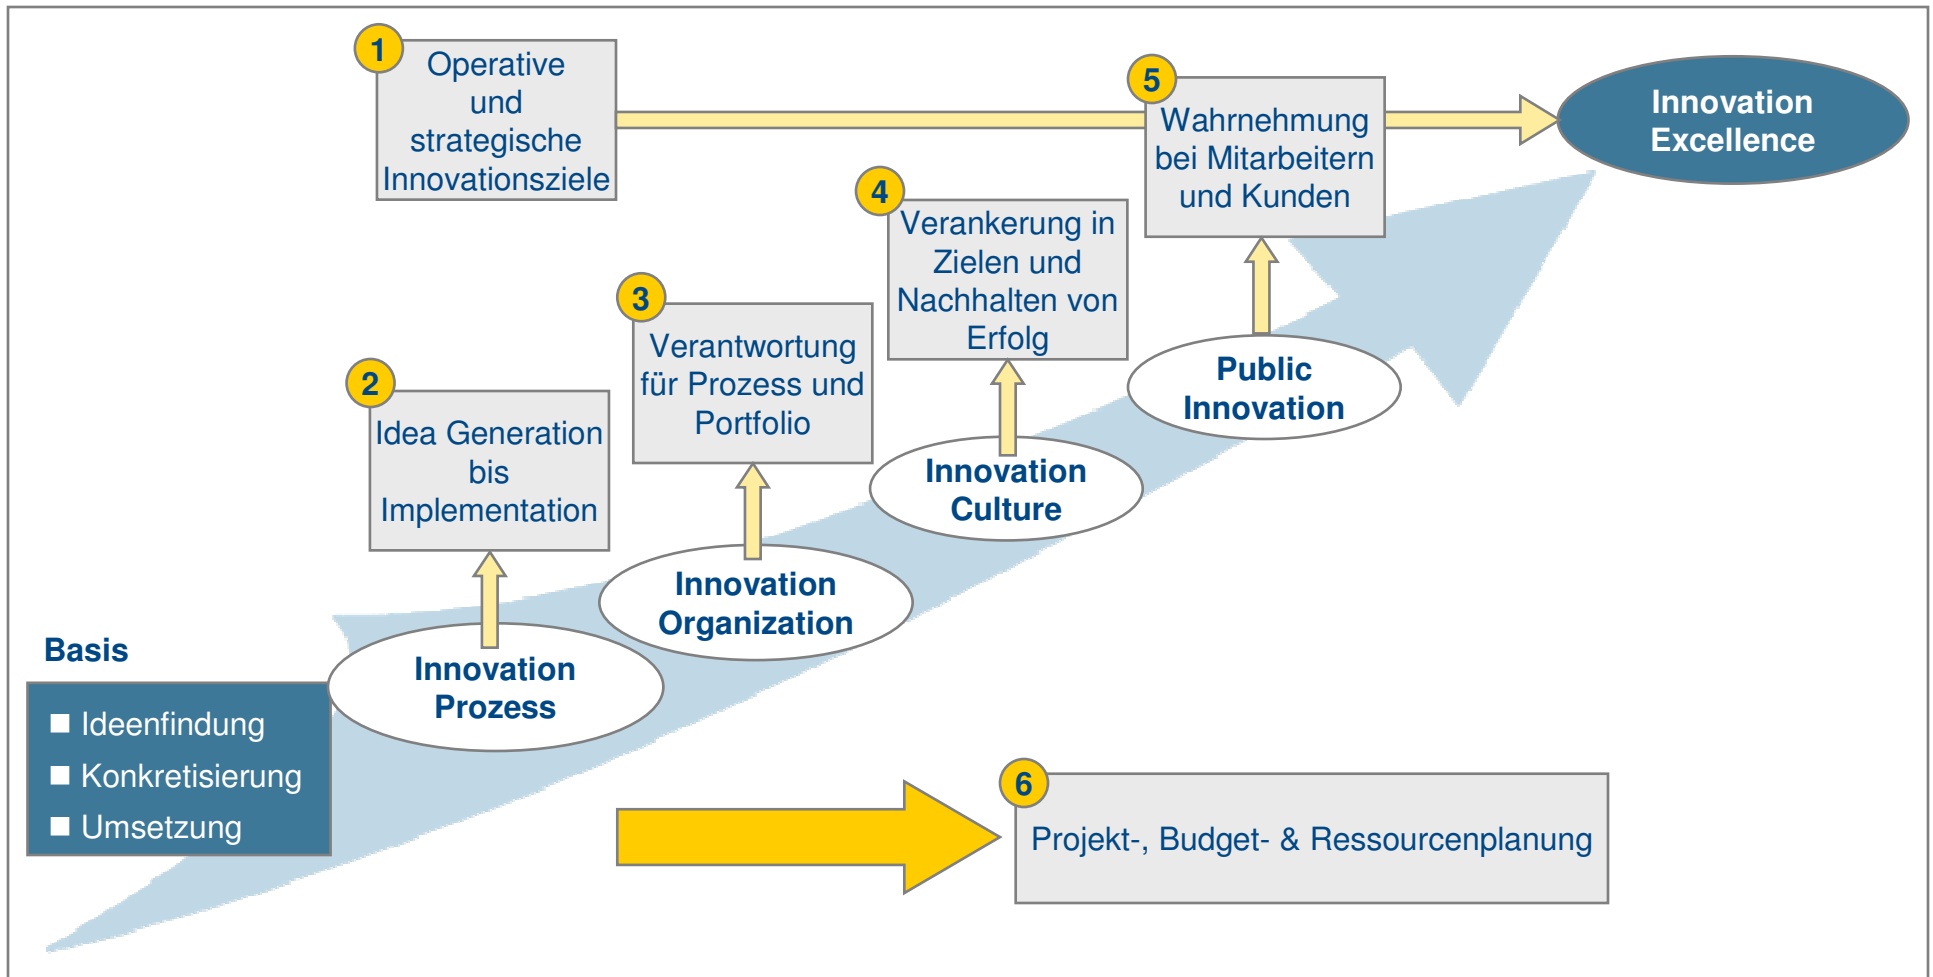 1
Operative
und
strategische
Innovationsziele
5
Wahrnehmung
bei Mitarbeitern
und Kunden
Innovation
Excellence
4
Verankerung in
Zielen und
Nachhalten von
Erfolg
3
Verantwortung
für Prozess und
Portfolio
2
Idea Generation
bis
Implementation
Public
Innovation
Innovation
Culture
Innovation
Organization
Innovation
Prozess
Basis
Ideenfindung
Konkretisierung
Umsetzung
6
Projekt-, Budget- & Ressourcenplanung